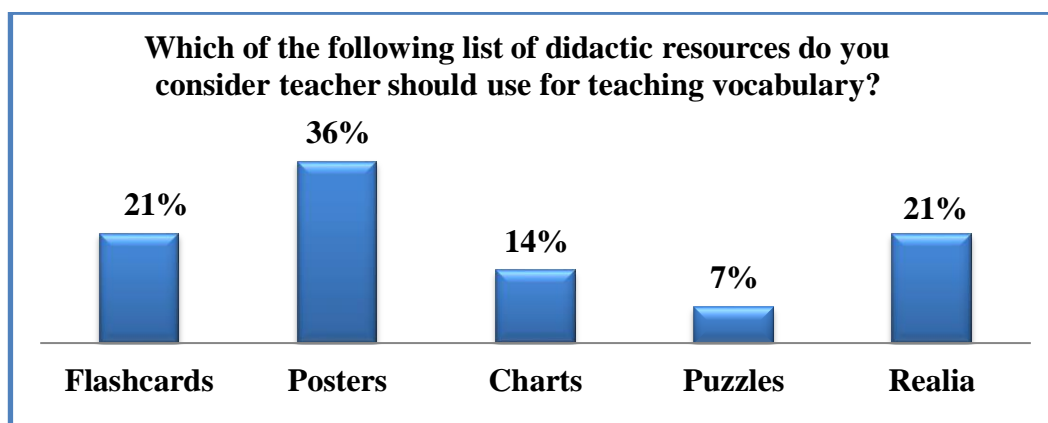 Which of the following list of didactic resources do you
consider teacher should use for teaching vocabulary?
36%
21%
21%
14%
7%
Flashcards Posters Charts Puzzles Realia